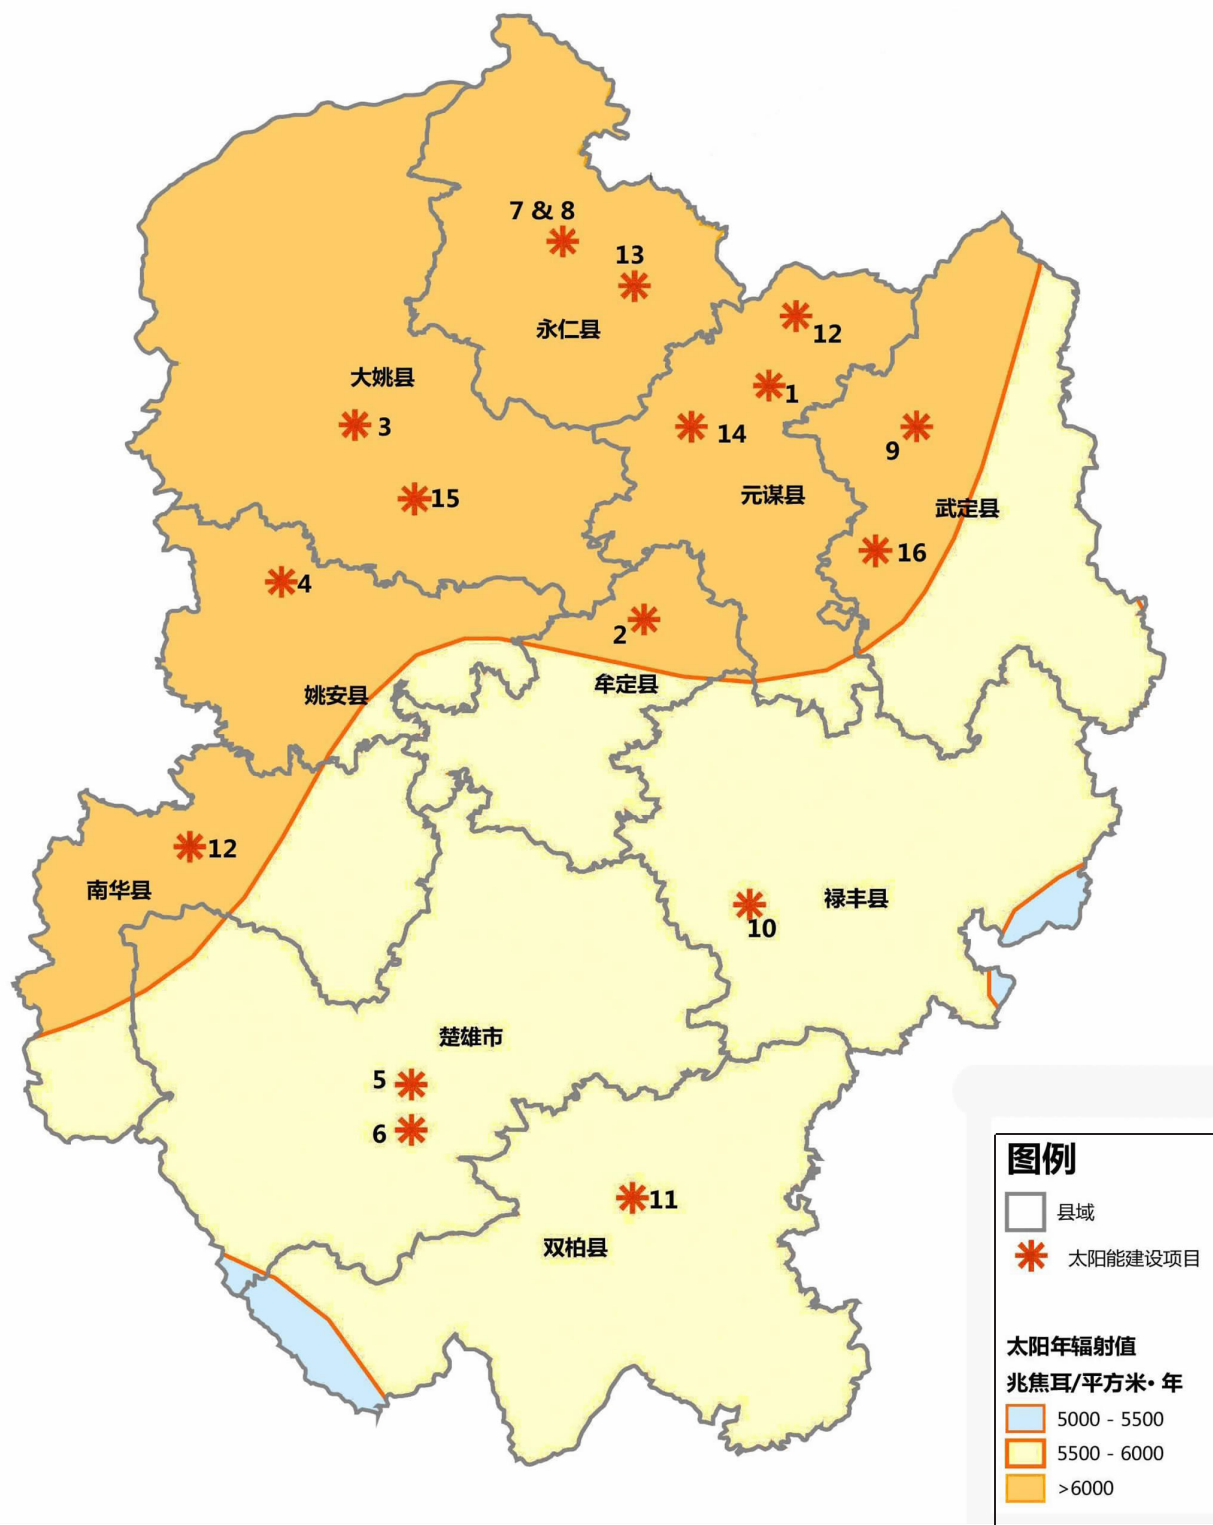 7 & 8
13
永仁县
12
大姚县
1
3
14
9
15
元谋县
武定县
16
4
2
牟定县
姚安县
12
南华县
禄丰县
10
楚雄市
5
6
11
双柏县
图例
县域
太阳能建设项目
太阳年辐射值
兆焦耳/平方米·年
5000 - 5500
5500 - 6000
>6000